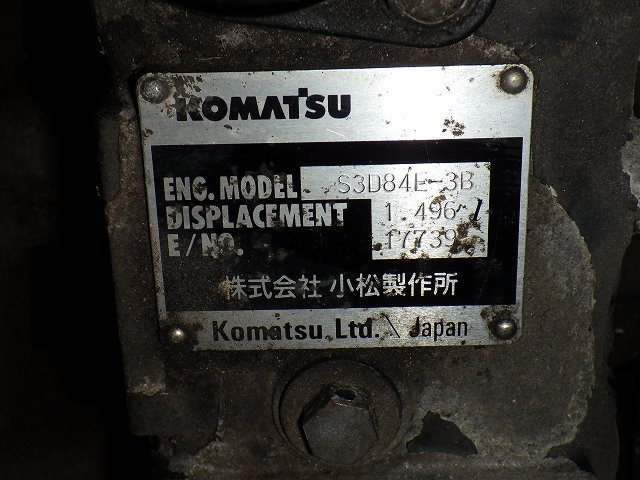 KOMATSU
ENG. MODEL S3D84E-3B
DISPLACEMENT 1.496 l
E/NO. 17739
株式会社 小松製作所
Komatsu Ltd. Japan